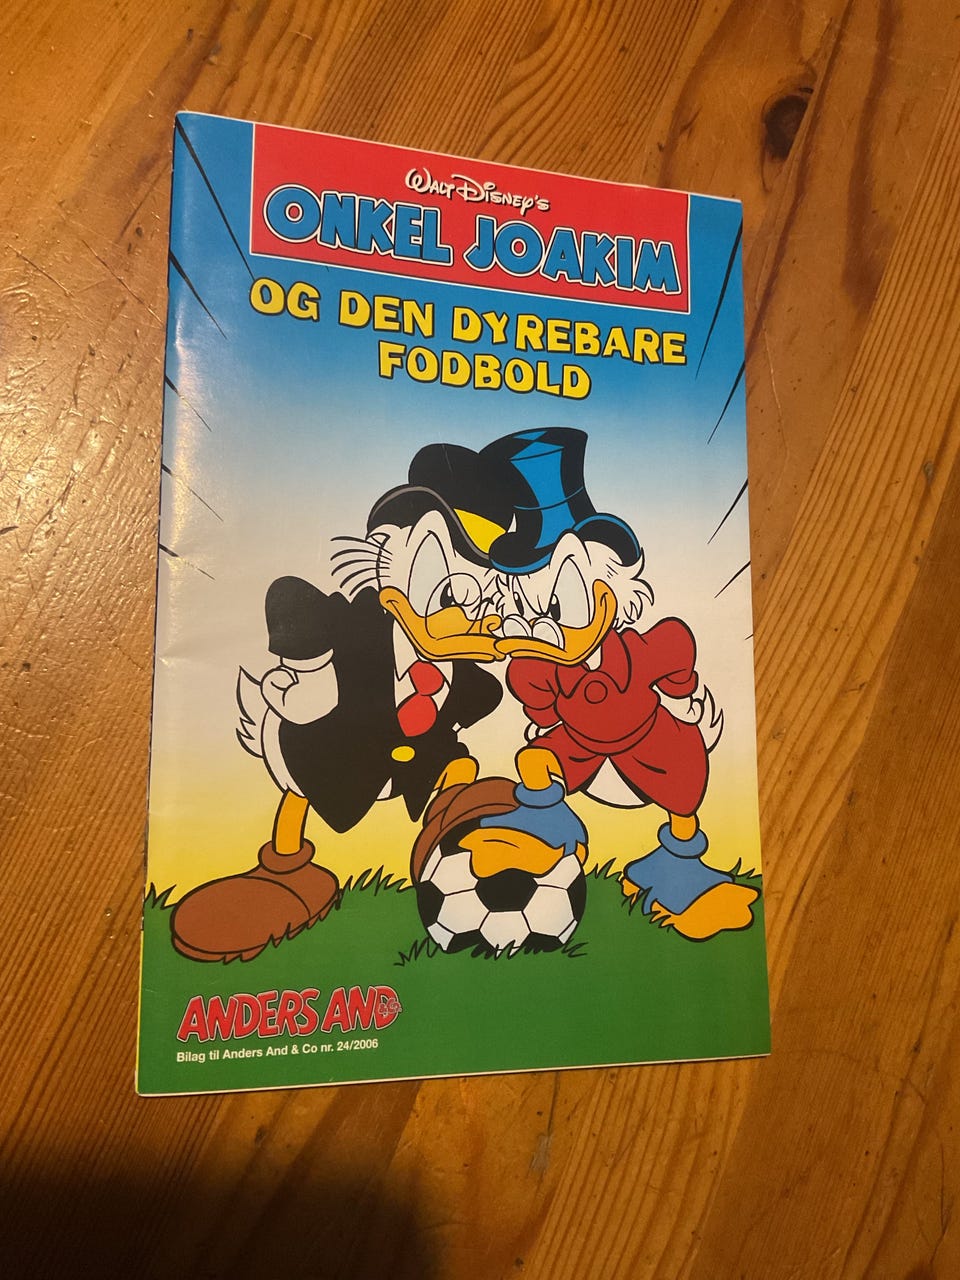 WALT DISNEY'S
ONKEL JOAKIM
OG DEN DYREBARE
FODBOLD
ANDERS AND & CO.
Bilag til Anders And & Co nr. 24/2006